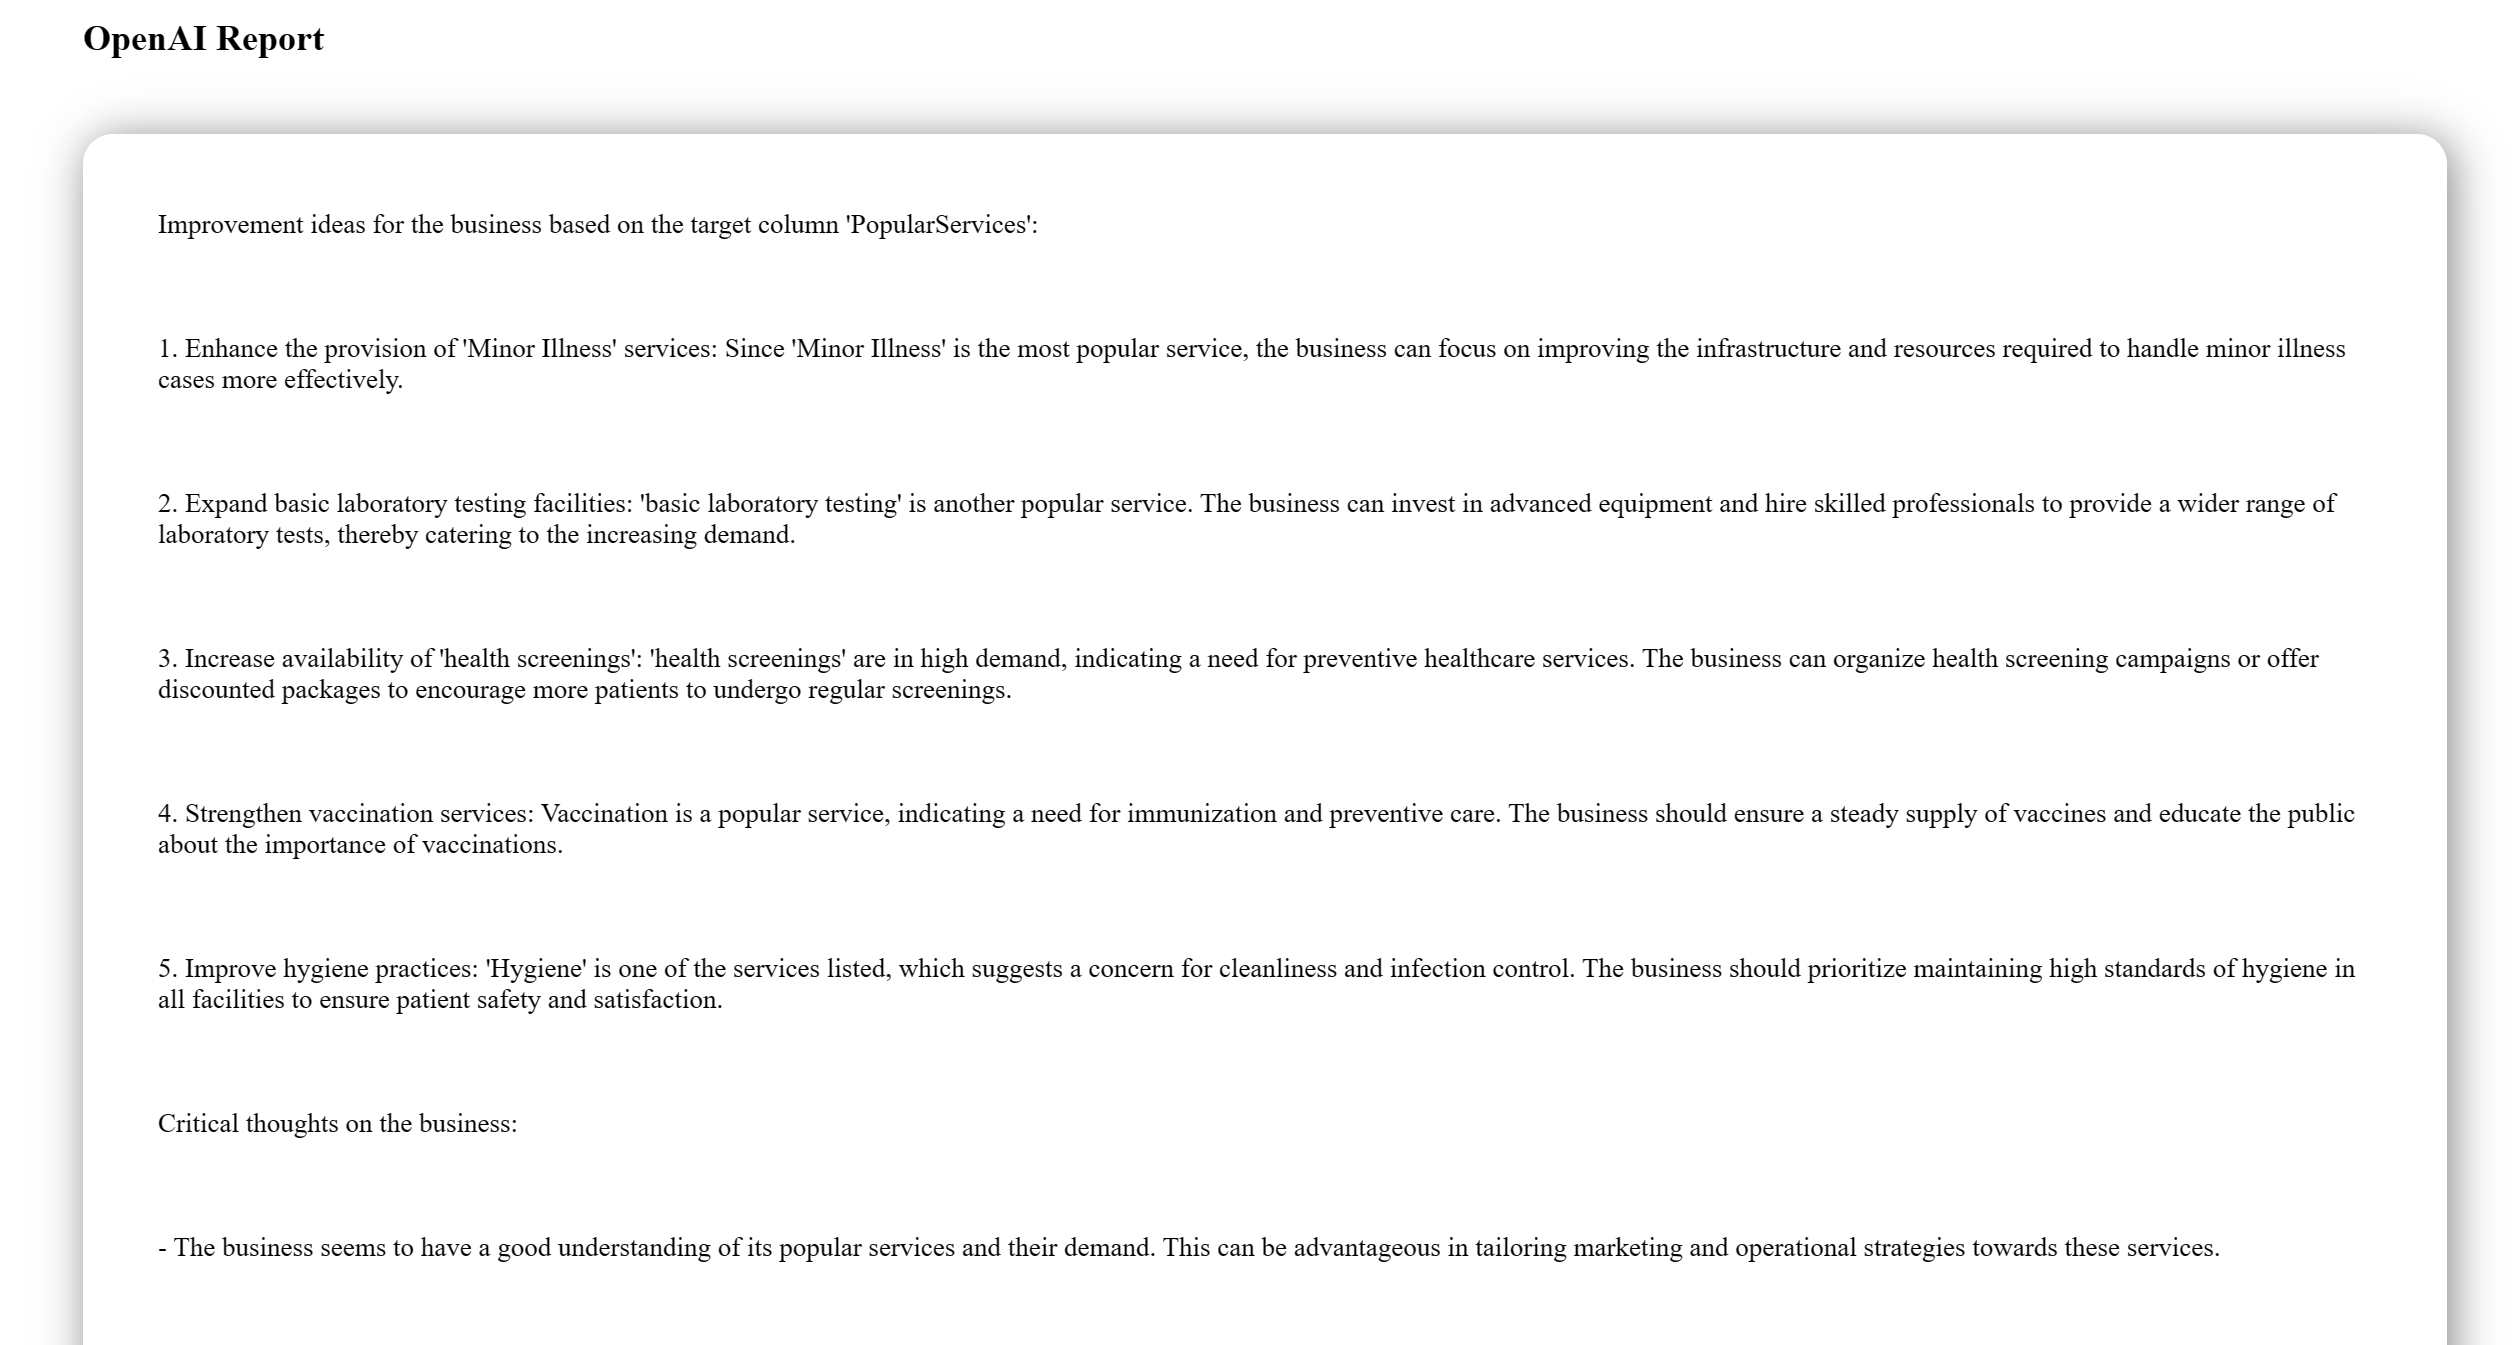 OpenAI Report
Improvement ideas for the business based on the target column 'PopularServices':
1. Enhance the provision of 'Minor Illness' services: Since 'Minor Illness' is the most popular service, the business can focus on improving the infrastructure and resources required to handle minor illness
cases more effectively.
2. Expand basic laboratory testing facilities: 'basic laboratory testing' is another popular service. The business can invest in advanced equipment and hire skilled professionals to provide a wider range of
laboratory tests, thereby catering to the increasing demand.
3. Increase availability of 'health screenings': 'health screenings' are in high demand, indicating a need for preventive healthcare services. The business can organize health screening campaigns or offer
discounted packages to encourage more patients to undergo regular screenings.
4. Strengthen vaccination services: Vaccination is a popular service, indicating a need for immunization and preventive care. The business should ensure a steady supply of vaccines and educate the public
about the importance of vaccinations.
5. Improve hygiene practices: 'Hygiene' is one of the services listed, which suggests a concern for cleanliness and infection control. The business should prioritize maintaining high standards of hygiene in
all facilities to ensure patient safety and satisfaction.
Critical thoughts on the business:
- The business seems to have a good understanding of its popular services and their demand. This can be advantageous in tailoring marketing and operational strategies towards these services.